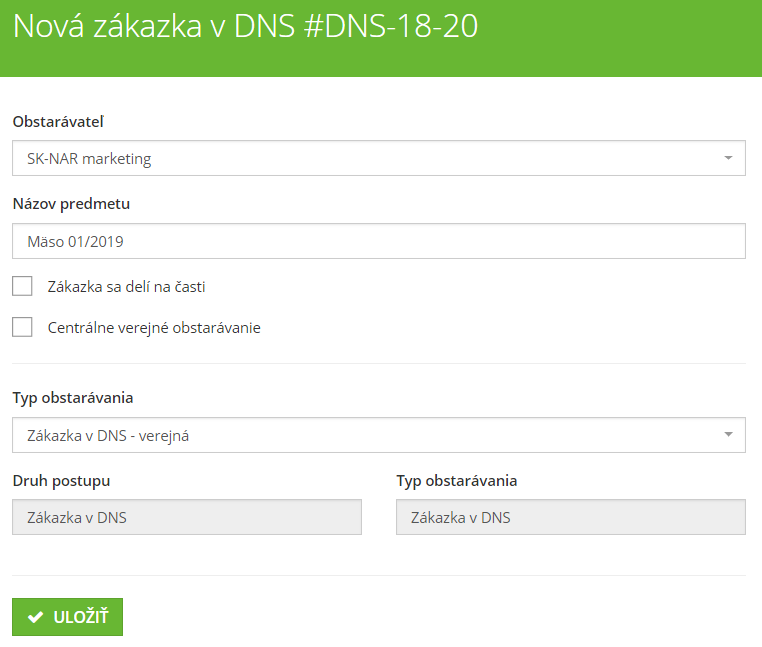 Nová zákazka v DNS #DNS-18-20
Obstarávateľ
SK-NAR marketing
Názov predmetu
Mäso 01/2019
Zákazka sa delí na časti
Centrálne verejné obstarávanie
Typ obstarávania
Zákazka v DNS - verejná
Druh postupu
Typ obstarávania
Zákazka v DNS
Zákazka v DNS
ULOŽIŤ